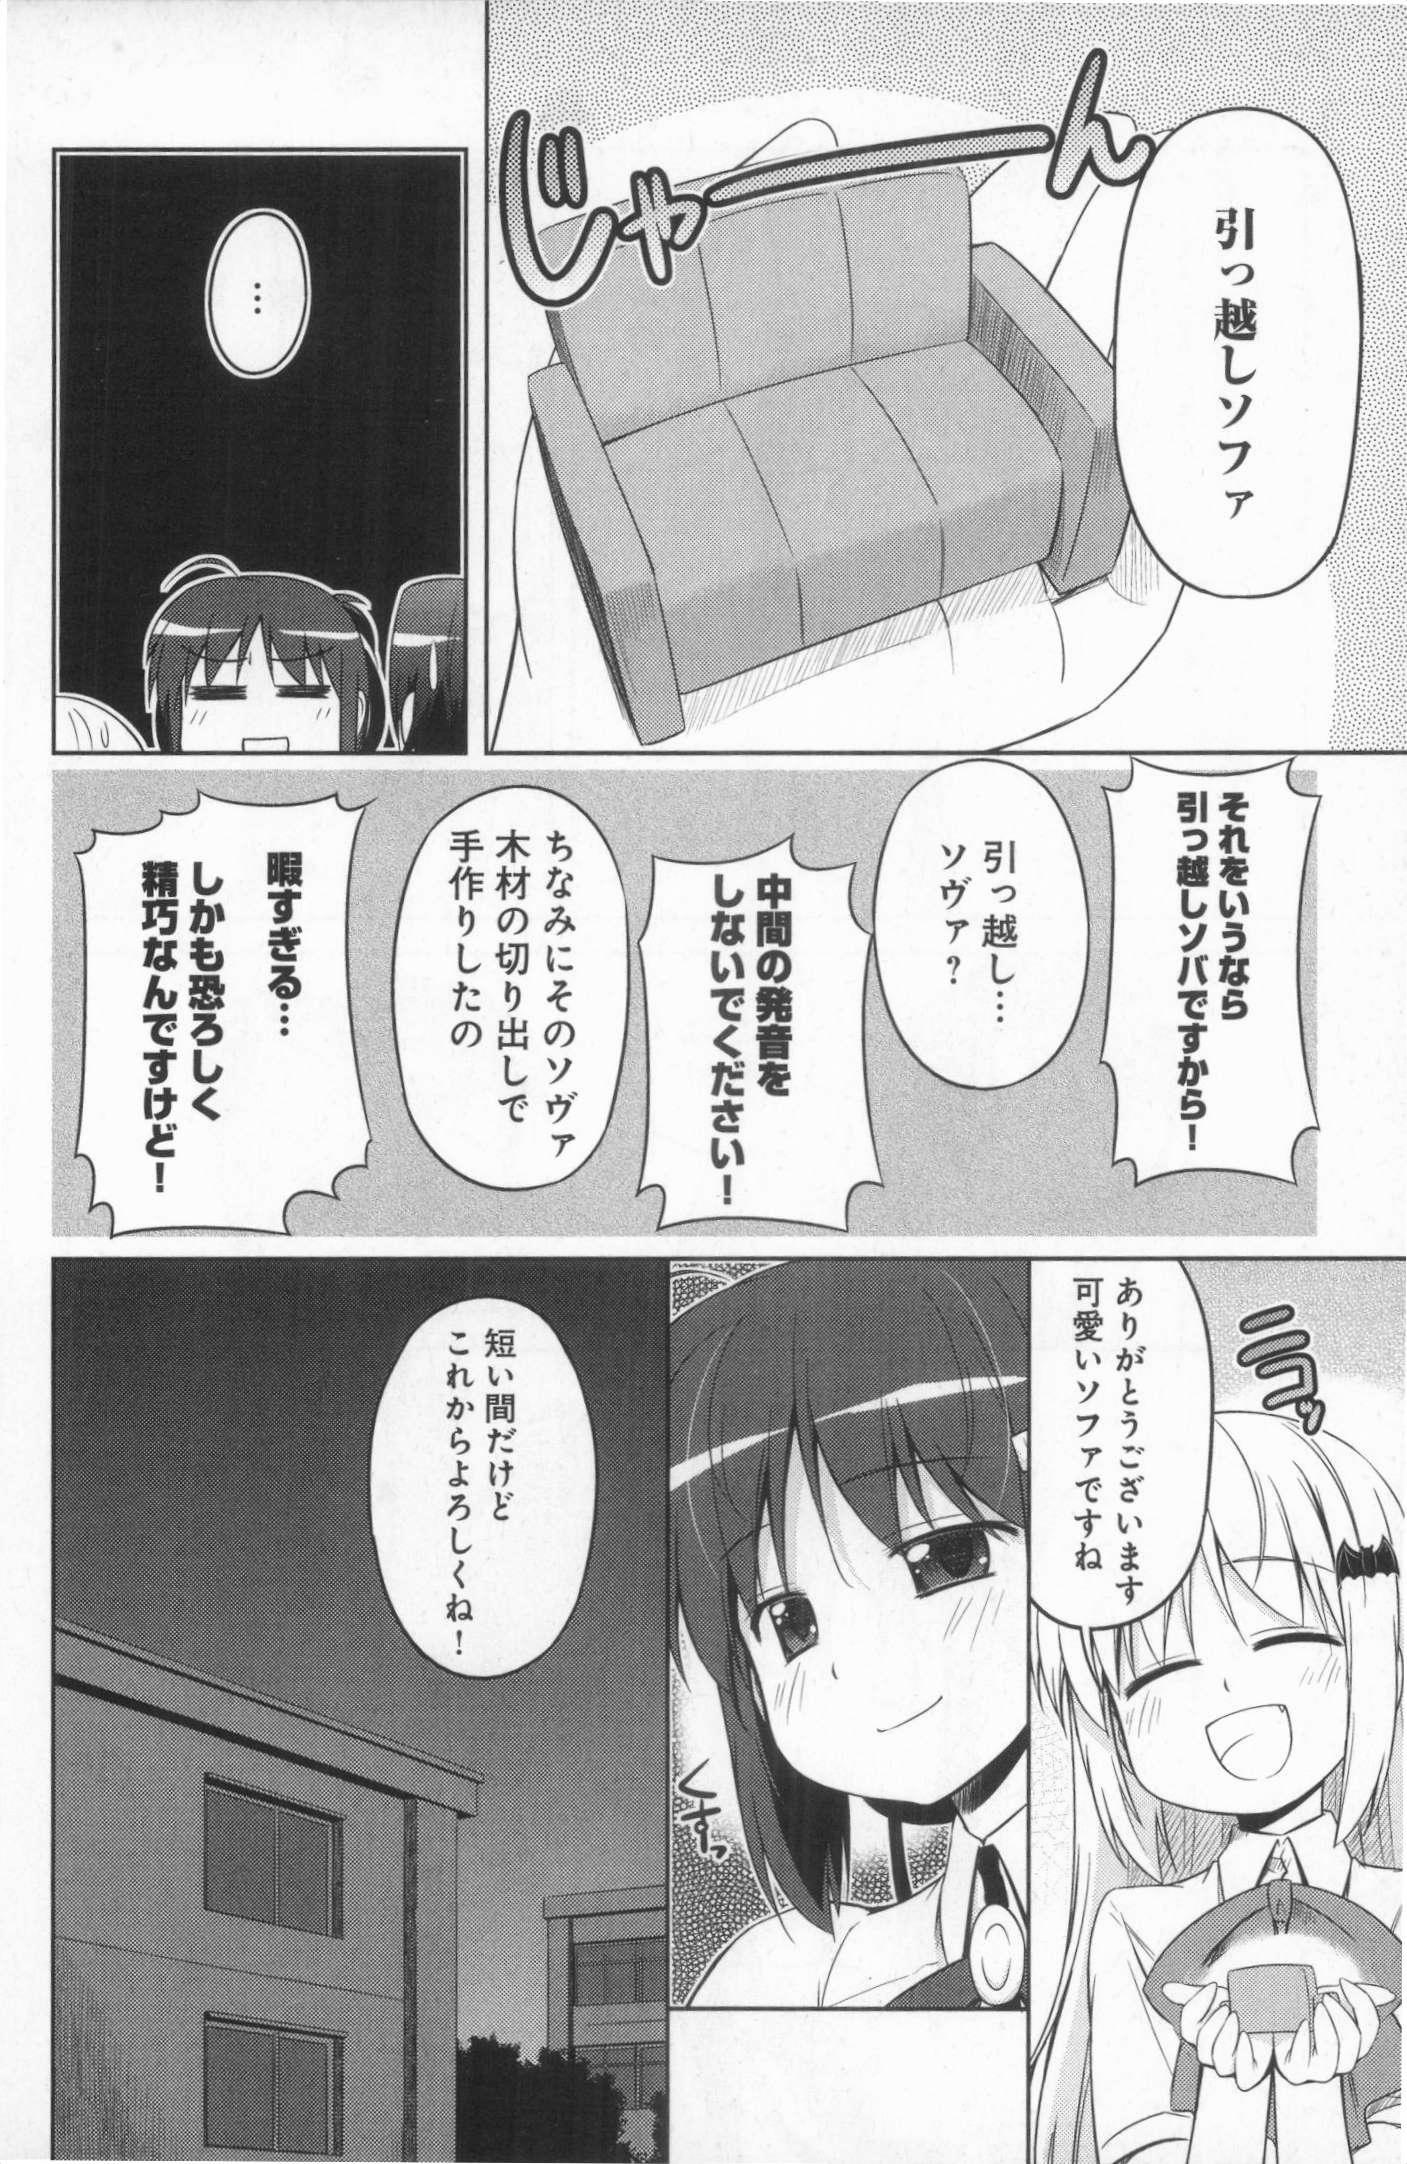 引っ越しソファ
じゃーん
…
それをいうなら
引っ越しソバですから！
引っ越し…
ソヴァ？
中間の発音を
しないでください！
ちなみにそのソヴァ
木材の切り出しで
手作りしたの
暇すぎる…
しかも恐ろしく
精巧なんですけど！
ありがとうございます
可愛いソファですね
ニコッ
くすっ
短い間だけど
これからよろしくね！